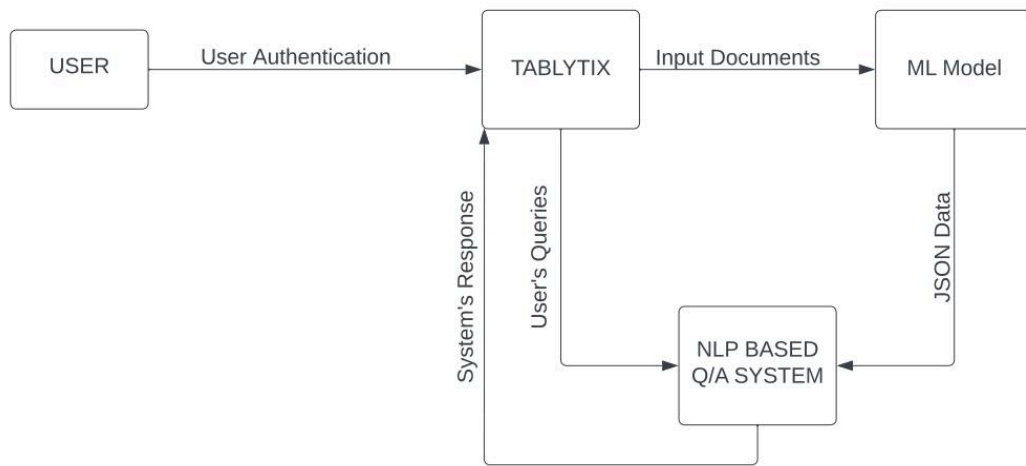 USER
User Authentication
TABLYTIX
Input Documents
ML Model
System's Response
User's Queries
JSON Data
NLP BASED
Q/A SYSTEM